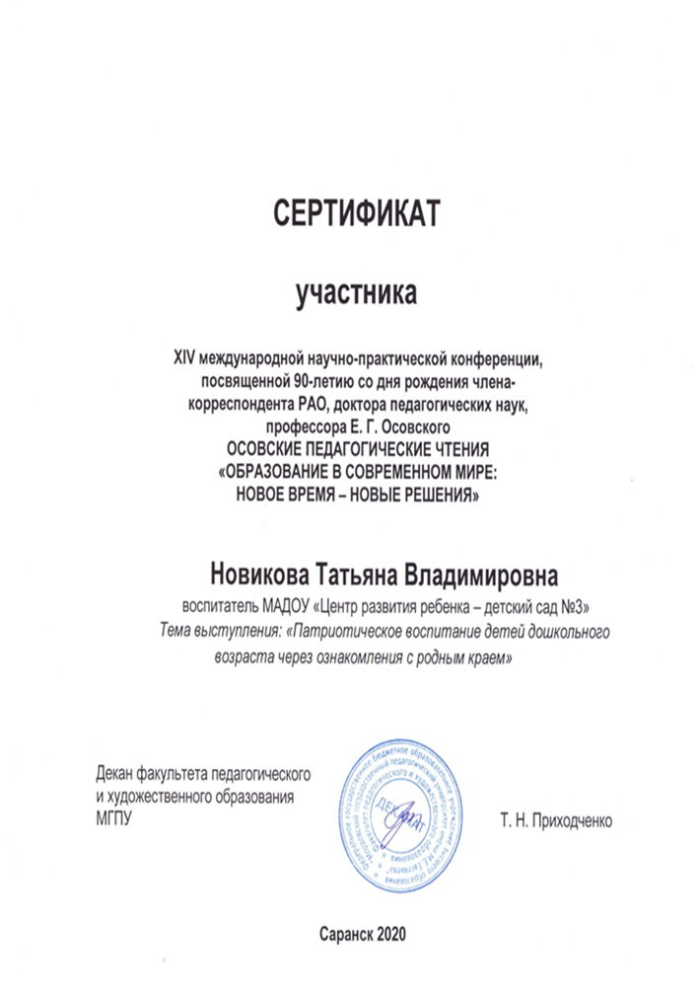 СЕРТИФИКАТ
участника
XIV международной научно-практической конференции,
посвященной 90-летию со дня рождения члена-
корреспондента РАО, доктора педагогических наук,
профессора Е. Г. Осовского
ОСОВСКИЕ ПЕДАГОГИЧЕСКИЕ ЧТЕНИЯ
«ОБРАЗОВАНИЕ В СОВРЕМЕННОМ МИРЕ:
НОВОЕ ВРЕМЯ – НОВЫЕ РЕШЕНИЯ»
Новикова Татьяна Владимировна
воспитатель МАДОУ «Центр развития ребенка – детский сад №3»
Тема выступления: «Патриотическое воспитание детей дошкольного
возраста через ознакомления с родным краем»
Декан факультета педагогического
и художественного образования
МГПУ
ДЕКАНАТ
Т. Н. Приходченко
Саранск 2020